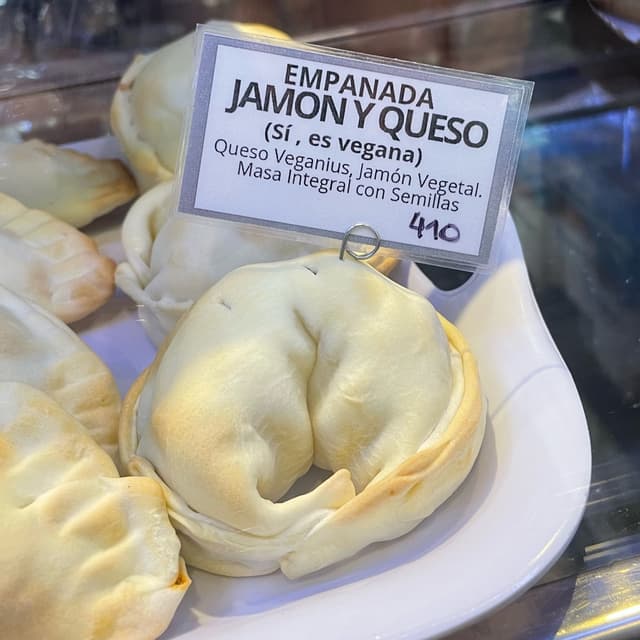 EMPANADA
JAMON Y QUESO
(Sí , es vegana)
Queso Veganius, Jamón Vegetal.
Masa Integral con Semillas
410